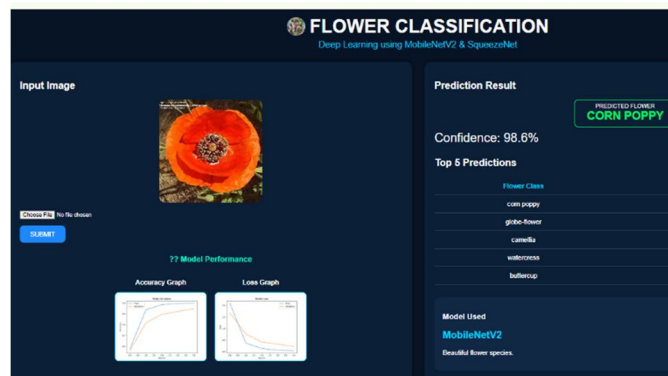 FLOWER CLASSIFICATION
Deep Learning using MobileNetV2 & SqueezeNet
Input Image
Choose File No file chosen
SUBMIT
?? Model Performance
Accuracy Graph
Loss Graph
Prediction Result
PREDICTED FLOWER
CORN POPPY
Confidence: 98.6%
Top 5 Predictions
Flower Class
corn poppy
globe-flower
camellia
watercress
buttercup
Model Used
MobileNetV2
Beautiful flower species.